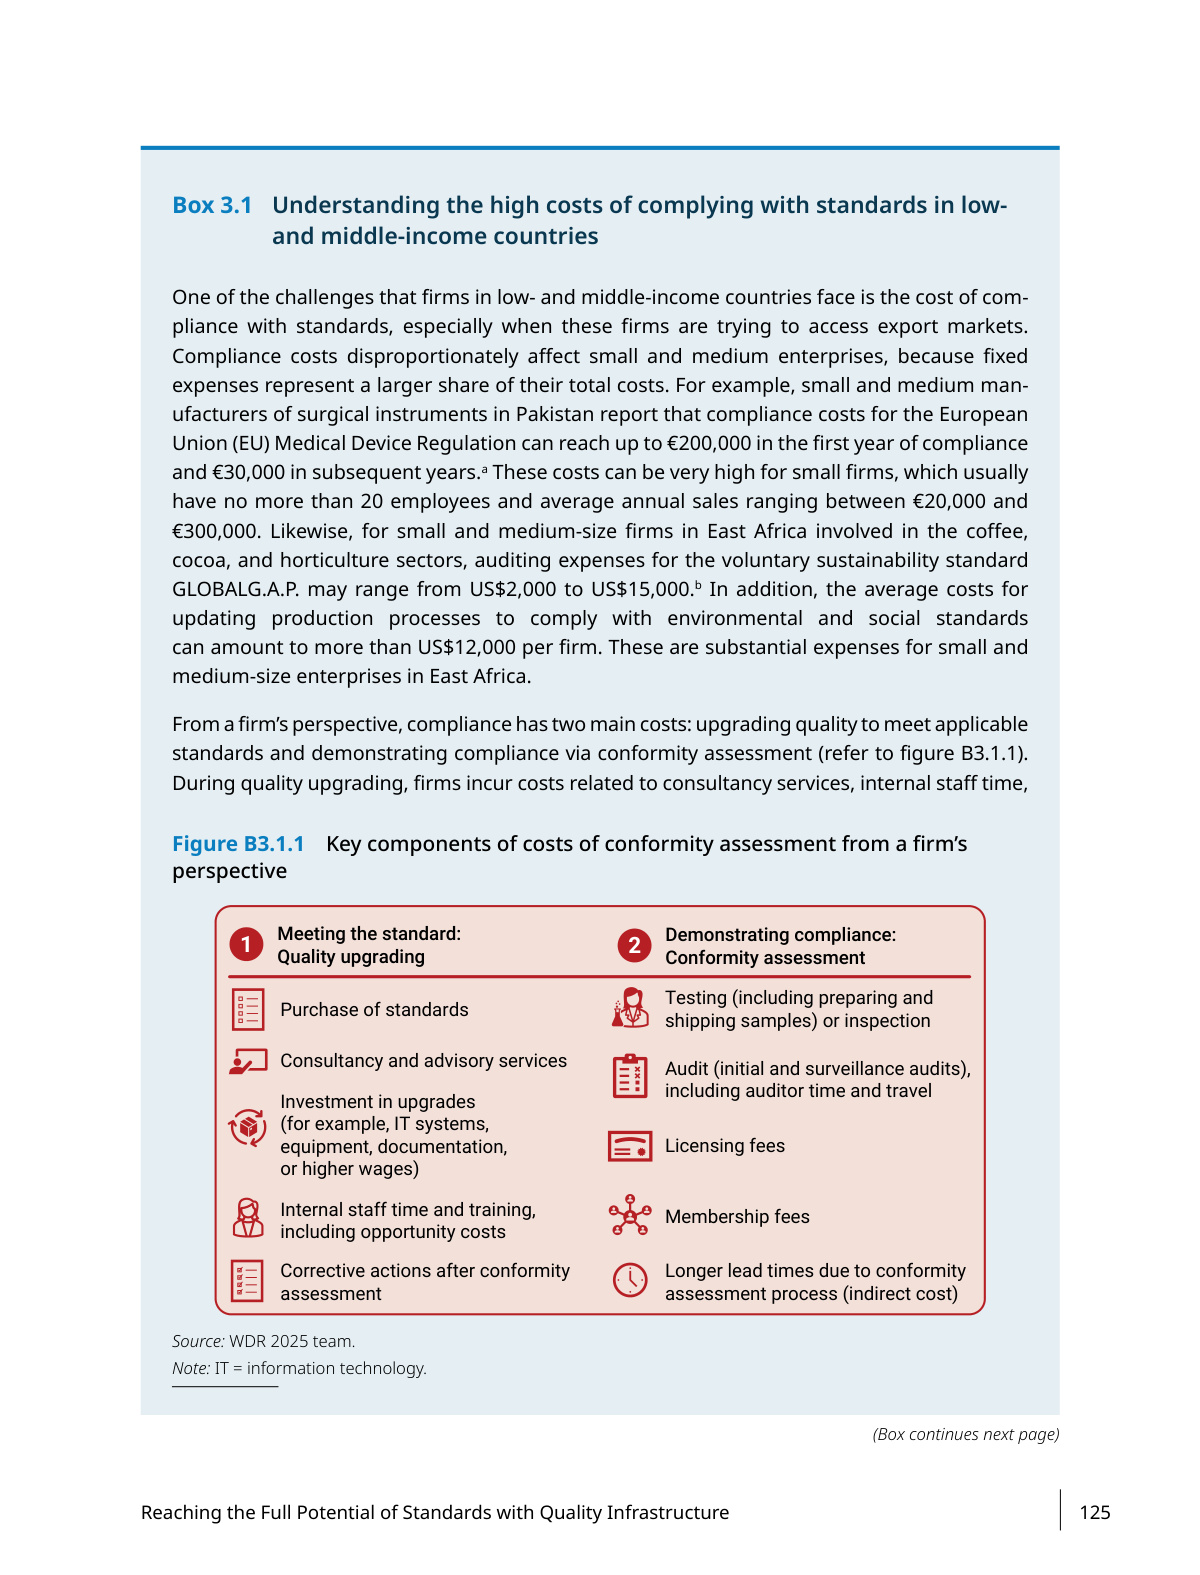 Box 3.1 Understanding the high costs of complying with standards in low-
and middle-income countries
One of the challenges that firms in low- and middle-income countries face is the cost of com-
pliance with standards, especially when these firms are trying to access export markets.
Compliance costs disproportionately affect small and medium enterprises, because fixed
expenses represent a larger share of their total costs. For example, small and medium man-
ufacturers of surgical instruments in Pakistan report that compliance costs for the European
Union (EU) Medical Device Regulation can reach up to €200,000 in the first year of compliance
and €30,000 in subsequent years.ᵃ These costs can be very high for small firms, which usually
have no more than 20 employees and average annual sales ranging between €20,000 and
€300,000. Likewise, for small and medium-size firms in East Africa involved in the coffee,
cocoa, and horticulture sectors, auditing expenses for the voluntary sustainability standard
GLOBALG.A.P. may range from US$2,000 to US$15,000.ᵇ In addition, the average costs for
updating production processes to comply with environmental and social standards
can amount to more than US$12,000 per firm. These are substantial expenses for small and
medium-size enterprises in East Africa.
From a firm's perspective, compliance has two main costs: upgrading quality to meet applicable
standards and demonstrating compliance via conformity assessment (refer to figure B3.1.1).
During quality upgrading, firms incur costs related to consultancy services, internal staff time,
Figure B3.1.1 Key components of costs of conformity assessment from a firm's
perspective
1 Meeting the standard:
Quality upgrading
Purchase of standards
Consultancy and advisory services
Investment in upgrades
(for example, IT systems,
equipment, documentation,
or higher wages)
Internal staff time and training,
including opportunity costs
Corrective actions after conformity
assessment
2 Demonstrating compliance:
Conformity assessment
Testing (including preparing and
shipping samples) or inspection
Audit (initial and surveillance audits),
including auditor time and travel
Licensing fees
Membership fees
Longer lead times due to conformity
assessment process (indirect cost)
Source: WDR 2025 team.
Note: IT = information technology.
(Box continues next page)
Reaching the Full Potential of Standards with Quality Infrastructure 125